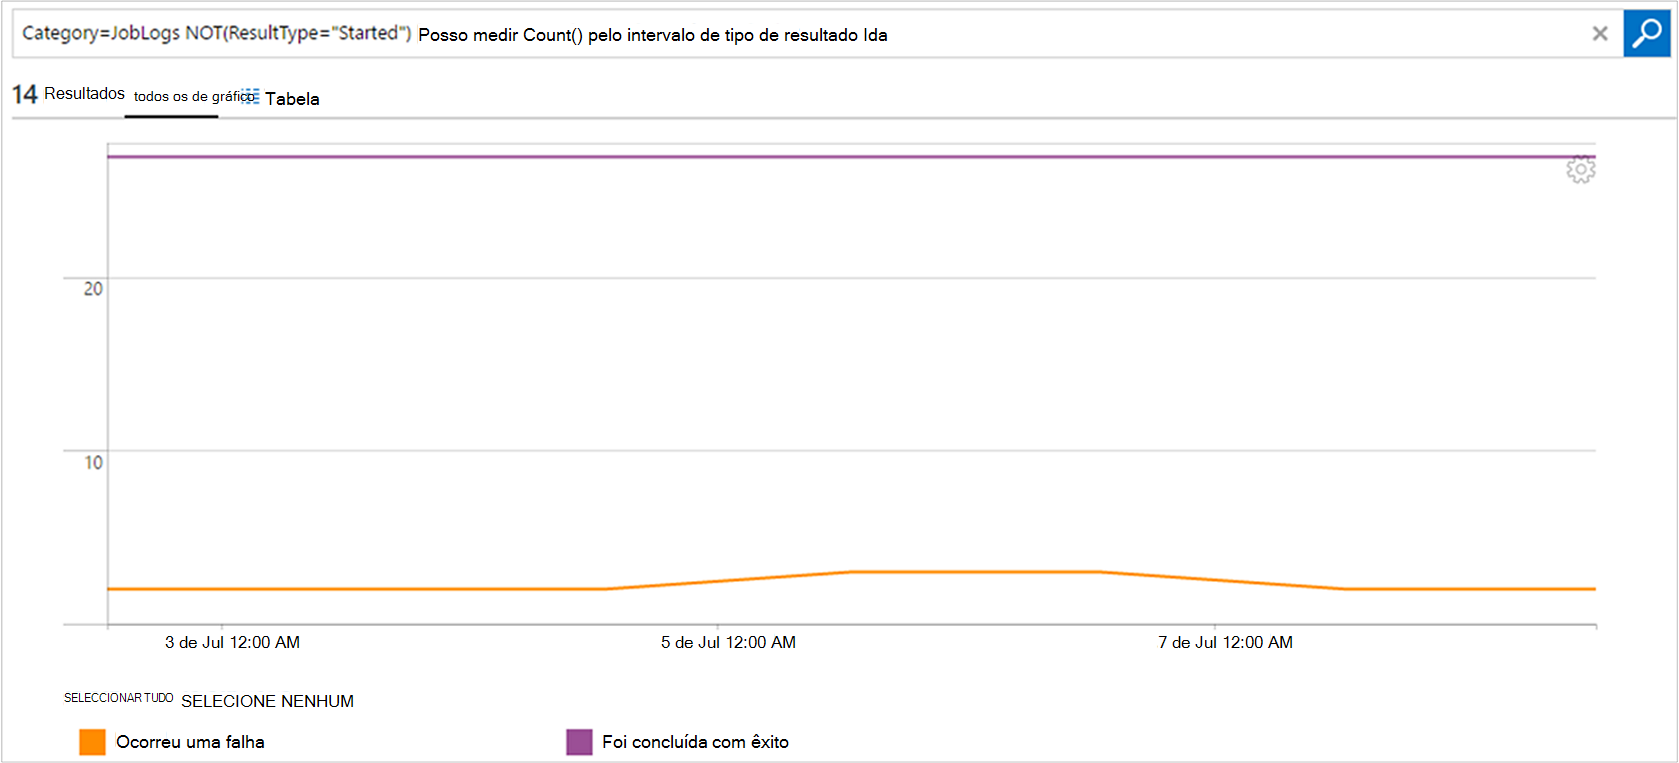 Category=JobLogs NOT(ResultType="Started") Posso medir Count() pelo intervalo de tipo de resultado Ida
14 Resultados todos os de gráfico Tabela
20
10
3 de Jul 12:00 AM 5 de Jul 12:00 AM 7 de Jul 12:00 AM
SELECCIONAR TUDO SELECIONE NENHUM
Ocorreu uma falha Foi concluída com êxito